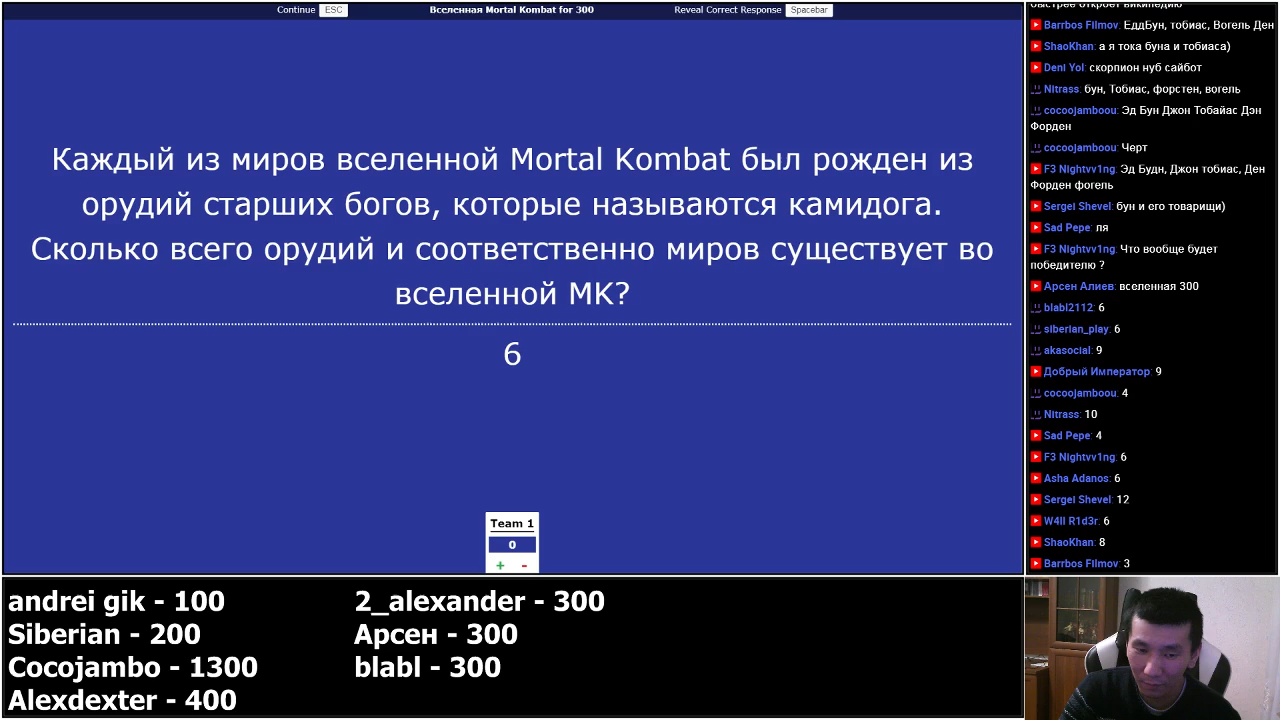 Continue ESC
Вселенная Mortal Kombat for 300
Reveal Correct Response Spacebar
Каждый из миров вселенной Mortal Kombat был рожден из
орудий старших богов, которые называются камидога.
Сколько всего орудий и соответственно миров существует во
вселенной МК?
6
Team 1
0
+ -
быстрее откроет википедию
Barrbos Filmov: ЕддБун, тобиас, Вогель Ден
ShaoKhan: а я тока буна и тобиаса)
Deni Yol: скорпион нуб сайбот
Nitrass: бун, Тобиас, форстен, вогель
cocoojamboou: Эд Бун Джон Тобайас Дэн
Форден
cocoojamboou: Черт
F3 Nightvv1ng: Эд Будн, Джон тобиас, Ден
Форден фогель
Sergei Shevel: бун и его товарищи)
Sad Pepe: ля
F3 Nightvv1ng: Что вообще будет
победителю ?
Арсен Алиев: вселенная 300
blabl2112: 6
siberian_play: 6
akasocial: 9
Добрый Император: 9
cocoojamboou: 4
Nitrass: 10
Sad Pepe: 4
F3 Nightvv1ng: 6
Asha Adanos: 6
Sergei Shevel: 12
W4ll R1d3r: 6
ShaoKhan: 8
Barrbos Filmov: 3
andrei gik - 100
Siberian - 200
Cocojambo - 1300
Alexdexter - 400
2_alexander - 300
Арсен - 300
blabl - 300